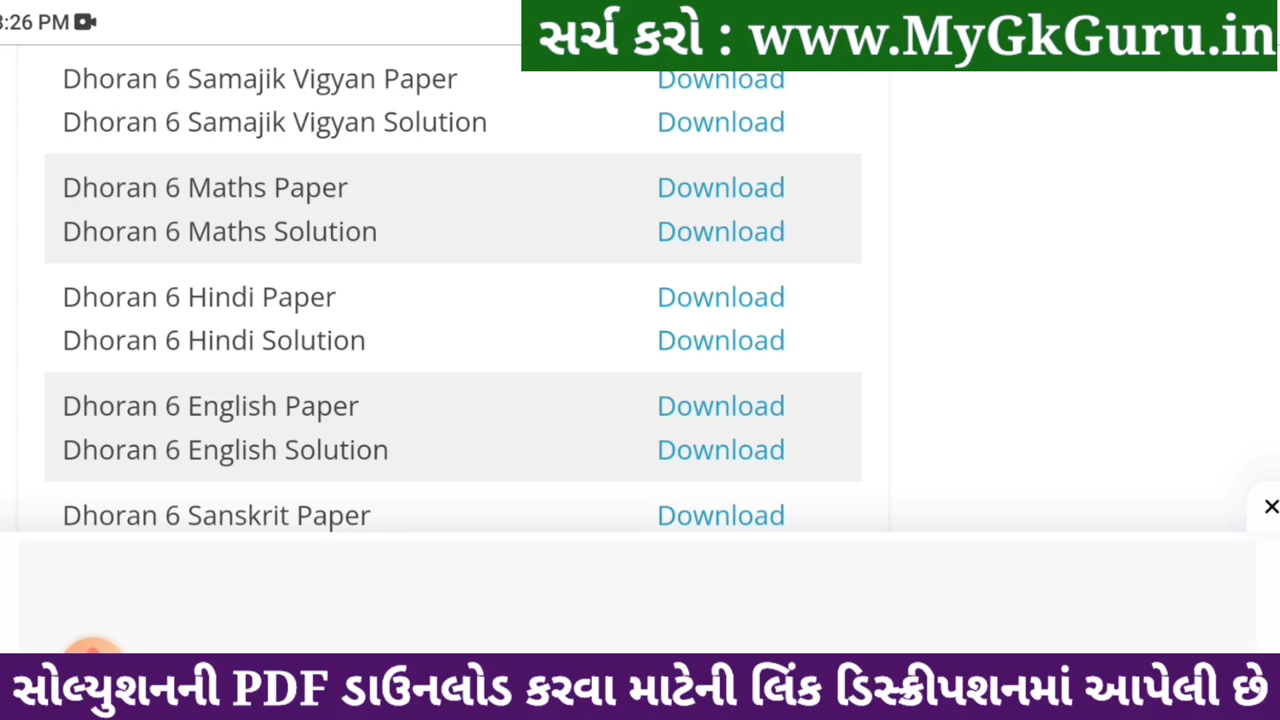 3:26 PM
સર્ચ કરો : www.MyGkGuru.in
Dhoran 6 Samajik Vigyan Paper Download
Dhoran 6 Samajik Vigyan Solution Download
Dhoran 6 Maths Paper Download
Dhoran 6 Maths Solution Download
Dhoran 6 Hindi Paper Download
Dhoran 6 Hindi Solution Download
Dhoran 6 English Paper Download
Dhoran 6 English Solution Download
Dhoran 6 Sanskrit Paper Download
સોલ્યુશનની PDF ડાઉનલોડ કરવા માટેની લિંક ડિસ્ક્રીપશનમાં આપેલી છે